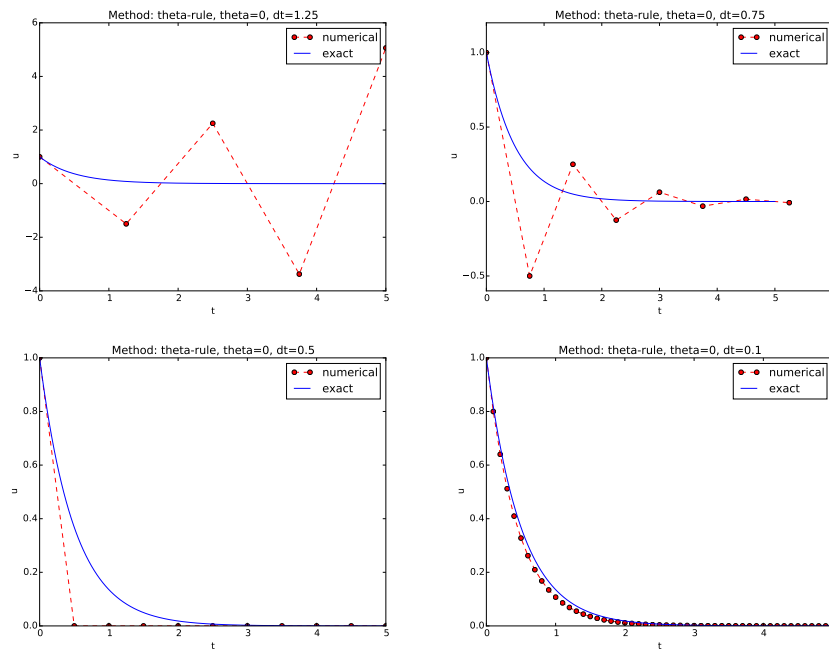 Method: theta-rule, theta=0, dt=1.25
6
4
2
0
−2
−4
u
numerical
exact
0 1 2 3 4 5
t
Method: theta-rule, theta=0, dt=0.75
1.0
0.5
0.0
−0.5
u
numerical
exact
0 1 2 3 4 5
t
Method: theta-rule, theta=0, dt=0.5
1.0
0.8
0.6
0.4
0.2
0.0
u
numerical
exact
0 1 2 3 4 5
t
Method: theta-rule, theta=0, dt=0.1
1.0
0.8
0.6
0.4
0.2
0.0
u
numerical
exact
0 1 2 3 4
t